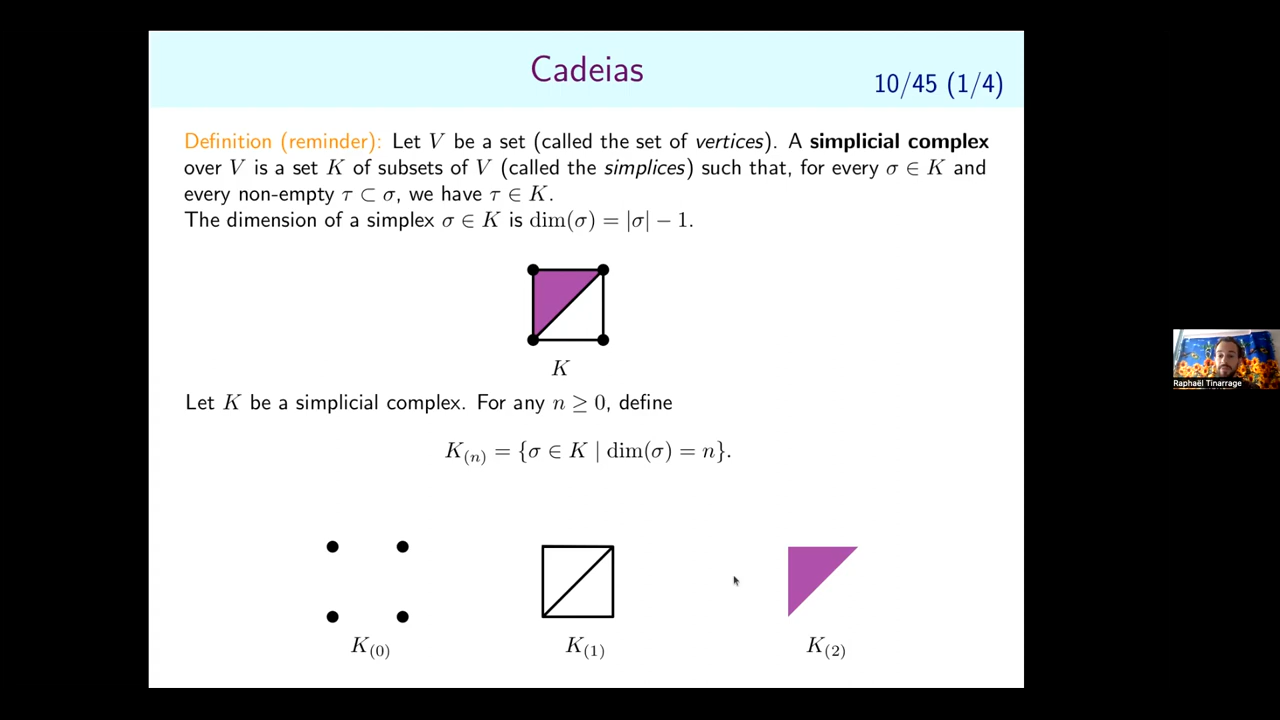 Cadeias
10/45 (1/4)
Definition (reminder): Let V be a set (called the set of vertices). A simplicial complex
over V is a set K of subsets of V (called the simplices) such that, for every σ ∈ K and
every non-empty τ ⊂ σ, we have τ ∈ K.
The dimension of a simplex σ ∈ K is dim(σ) = |σ| − 1.
K
Let K be a simplicial complex. For any n ≥ 0, define
K₍ₙ₎ = {σ ∈ K | dim(σ) = n}.
K₍₀₎ K₍₁₎ K₍₂₎
Raphaël Tinarrage